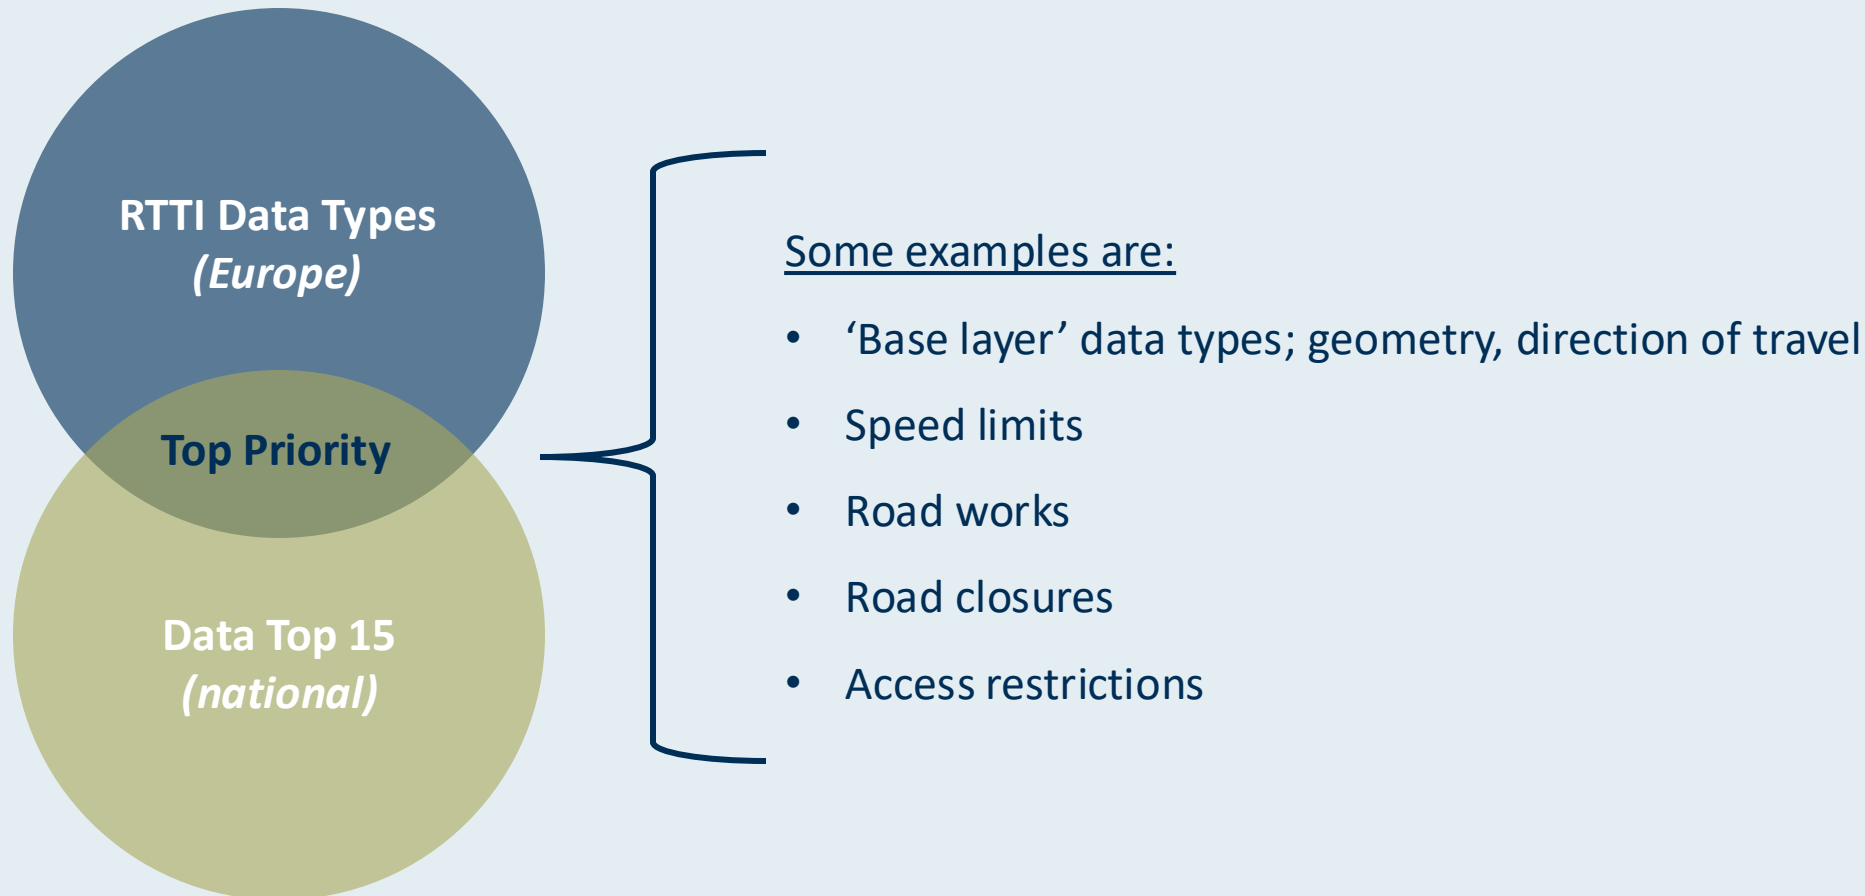 RTTI Data Types
(Europe)
Top Priority
Data Top 15
(national)
Some examples are:
• ‘Base layer’ data types; geometry, direction of travel
• Speed limits
• Road works
• Road closures
• Access restrictions